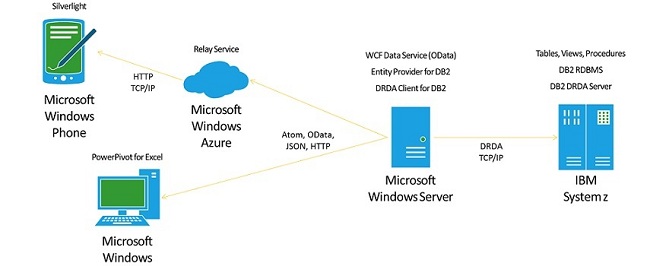 Silverlight
Microsoft
Windows
Phone
HTTP
TCP/IP
Relay Service
Microsoft
Windows
Azure
PowerPivot for Excel
Microsoft
Windows
Atom, OData,
JSON, HTTP
WCF Data Service (OData)
Entity Provider for DB2
DRDA Client for DB2
Microsoft
Windows Server
DRDA
TCP/IP
Tables, Views, Procedures
DB2 RDBMS
DB2 DRDA Server
IBM
System z